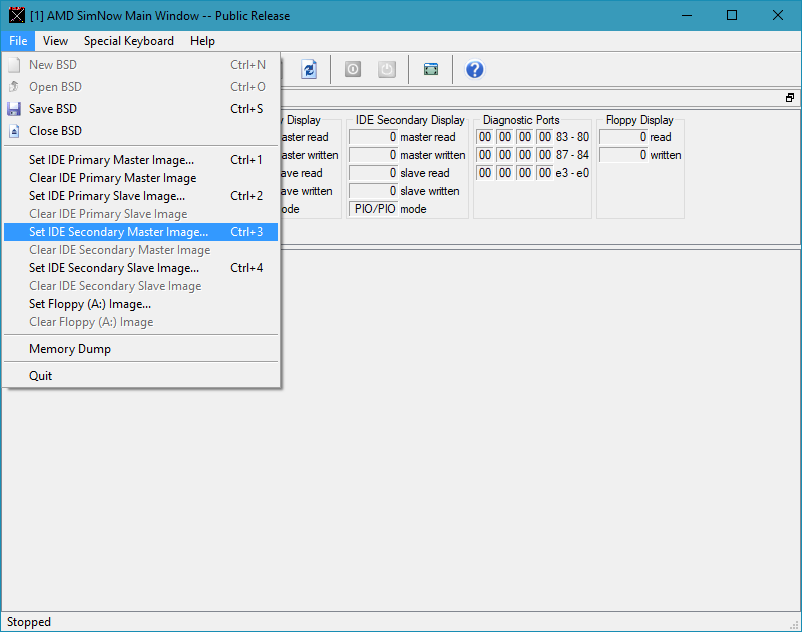 [1] AMD SimNow Main Window -- Public Release
File View Special Keyboard Help
New BSD Ctrl+N
Open BSD Ctrl+O
Save BSD Ctrl+S
Close BSD
Set IDE Primary Master Image... Ctrl+1
Clear IDE Primary Master Image
Set IDE Primary Slave Image... Ctrl+2
Clear IDE Primary Slave Image
Set IDE Secondary Master Image... Ctrl+3
Clear IDE Secondary Master Image
Set IDE Secondary Slave Image... Ctrl+4
Clear IDE Secondary Slave Image
Set Floppy (A:) Image...
Clear Floppy (A:) Image
Memory Dump
Quit
Display
read
written
read
written
IDE Secondary Display
0 master read
0 master written
0 slave read
0 slave written
PIO/PIO mode
Diagnostic Ports
00 00 00 00 83 - 80
00 00 00 00 87 - 84
00 00 00 00 e3 - e0
Floppy Display
0 read
0 written
Stopped